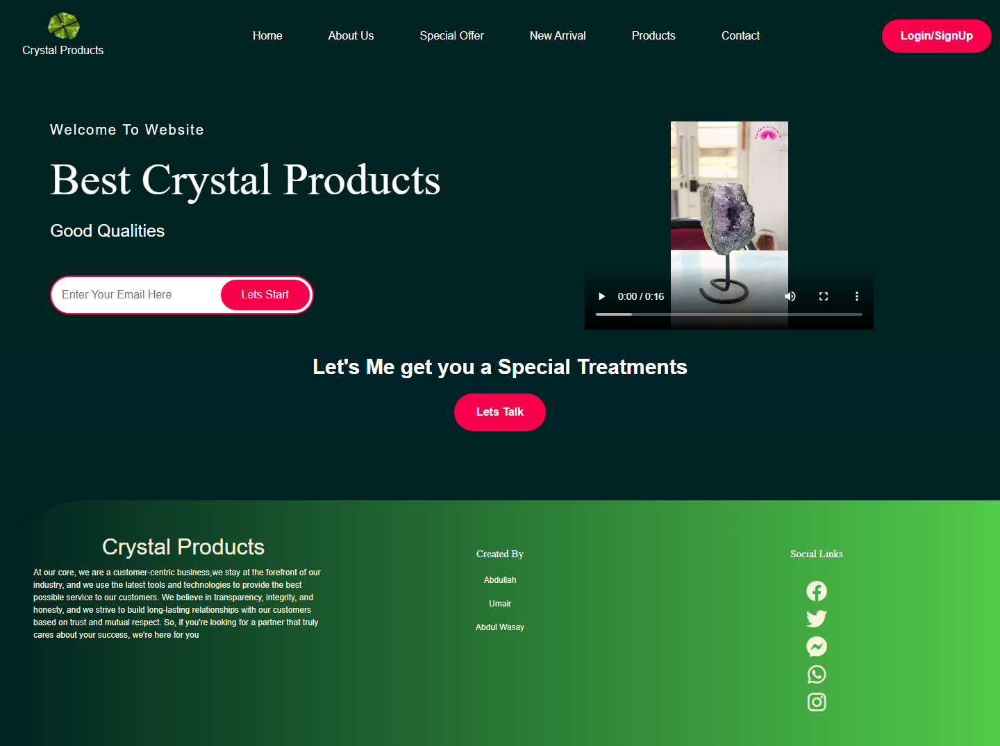 Crystal Products
Home
About Us
Special Offer
New Arrival
Products
Contact
Login/SignUp
Welcome To Website
Best Crystal Products
Good Qualities
Enter Your Email Here
Lets Start
0:00 / 0:16
Let's Me get you a Special Treatments
Lets Talk
Crystal Products
At our core, we are a customer-centric business,we stay at the forefront of our
industry, and we use the latest tools and technologies to provide the best
possible service to our customers. We believe in transparency, integrity, and
honesty, and we strive to build long-lasting relationships with our customers
based on trust and mutual respect. So, if you're looking for a partner that truly
cares about your success, we're here for you
Created By
Abdullah
Umair
Abdul Wasay
Social Links